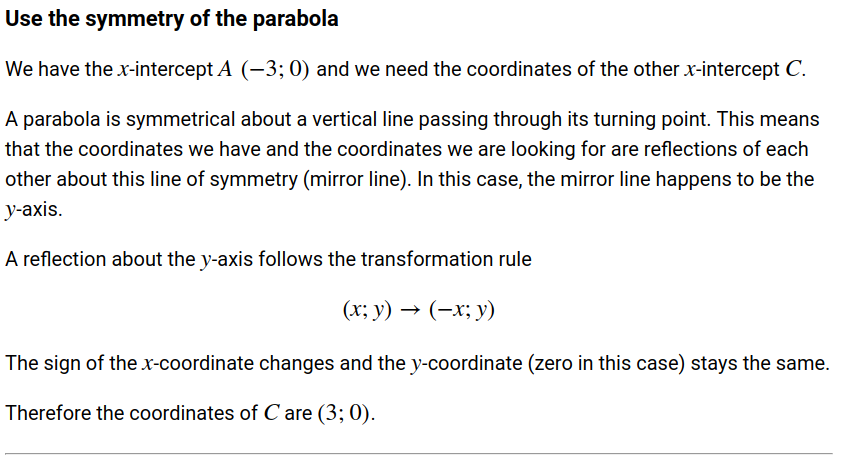 Use the symmetry of the parabola
We have the x-intercept A (−3; 0) and we need the coordinates of the other x-intercept C.
A parabola is symmetrical about a vertical line passing through its turning point. This means
that the coordinates we have and the coordinates we are looking for are reflections of each
other about this line of symmetry (mirror line). In this case, the mirror line happens to be the
y-axis.
A reflection about the y-axis follows the transformation rule
(x; y) → (−x; y)
The sign of the x-coordinate changes and the y-coordinate (zero in this case) stays the same.
Therefore the coordinates of C are (3; 0).